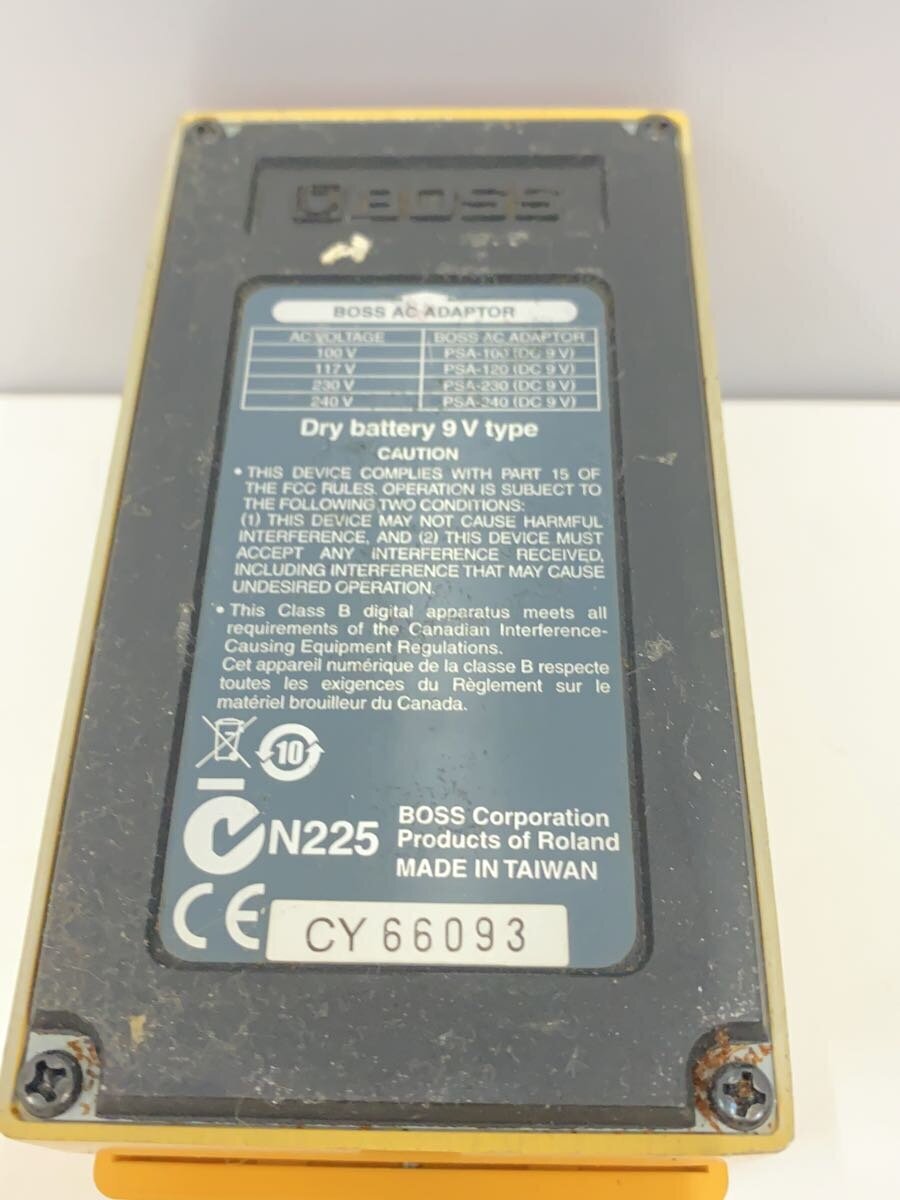 BOSS
BOSS AC ADAPTOR
AC VOLTAGE BOSS AC ADAPTOR
100 V PSA-100 (DC 9 V)
117 V PSA-120 (DC 9 V)
230 V PSA-230 (DC 9 V)
240 V PSA-240 (DC 9 V)
Dry battery 9 V type
CAUTION
• THIS DEVICE COMPLIES WITH PART 15 OF
THE FCC RULES. OPERATION IS SUBJECT TO
THE FOLLOWING TWO CONDITIONS:
(1) THIS DEVICE MAY NOT CAUSE HARMFUL
INTERFERENCE, AND (2) THIS DEVICE MUST
ACCEPT ANY INTERFERENCE RECEIVED,
INCLUDING INTERFERENCE THAT MAY CAUSE
UNDESIRED OPERATION.
• This Class B digital apparatus meets all
requirements of the Canadian Interference-
Causing Equipment Regulations.
Cet appareil numérique de la classe B respecte
toutes les exigences du Règlement sur le
matériel brouilleur du Canada.
10
N225
BOSS Corporation
Products of Roland
MADE IN TAIWAN
CE
CY 66093